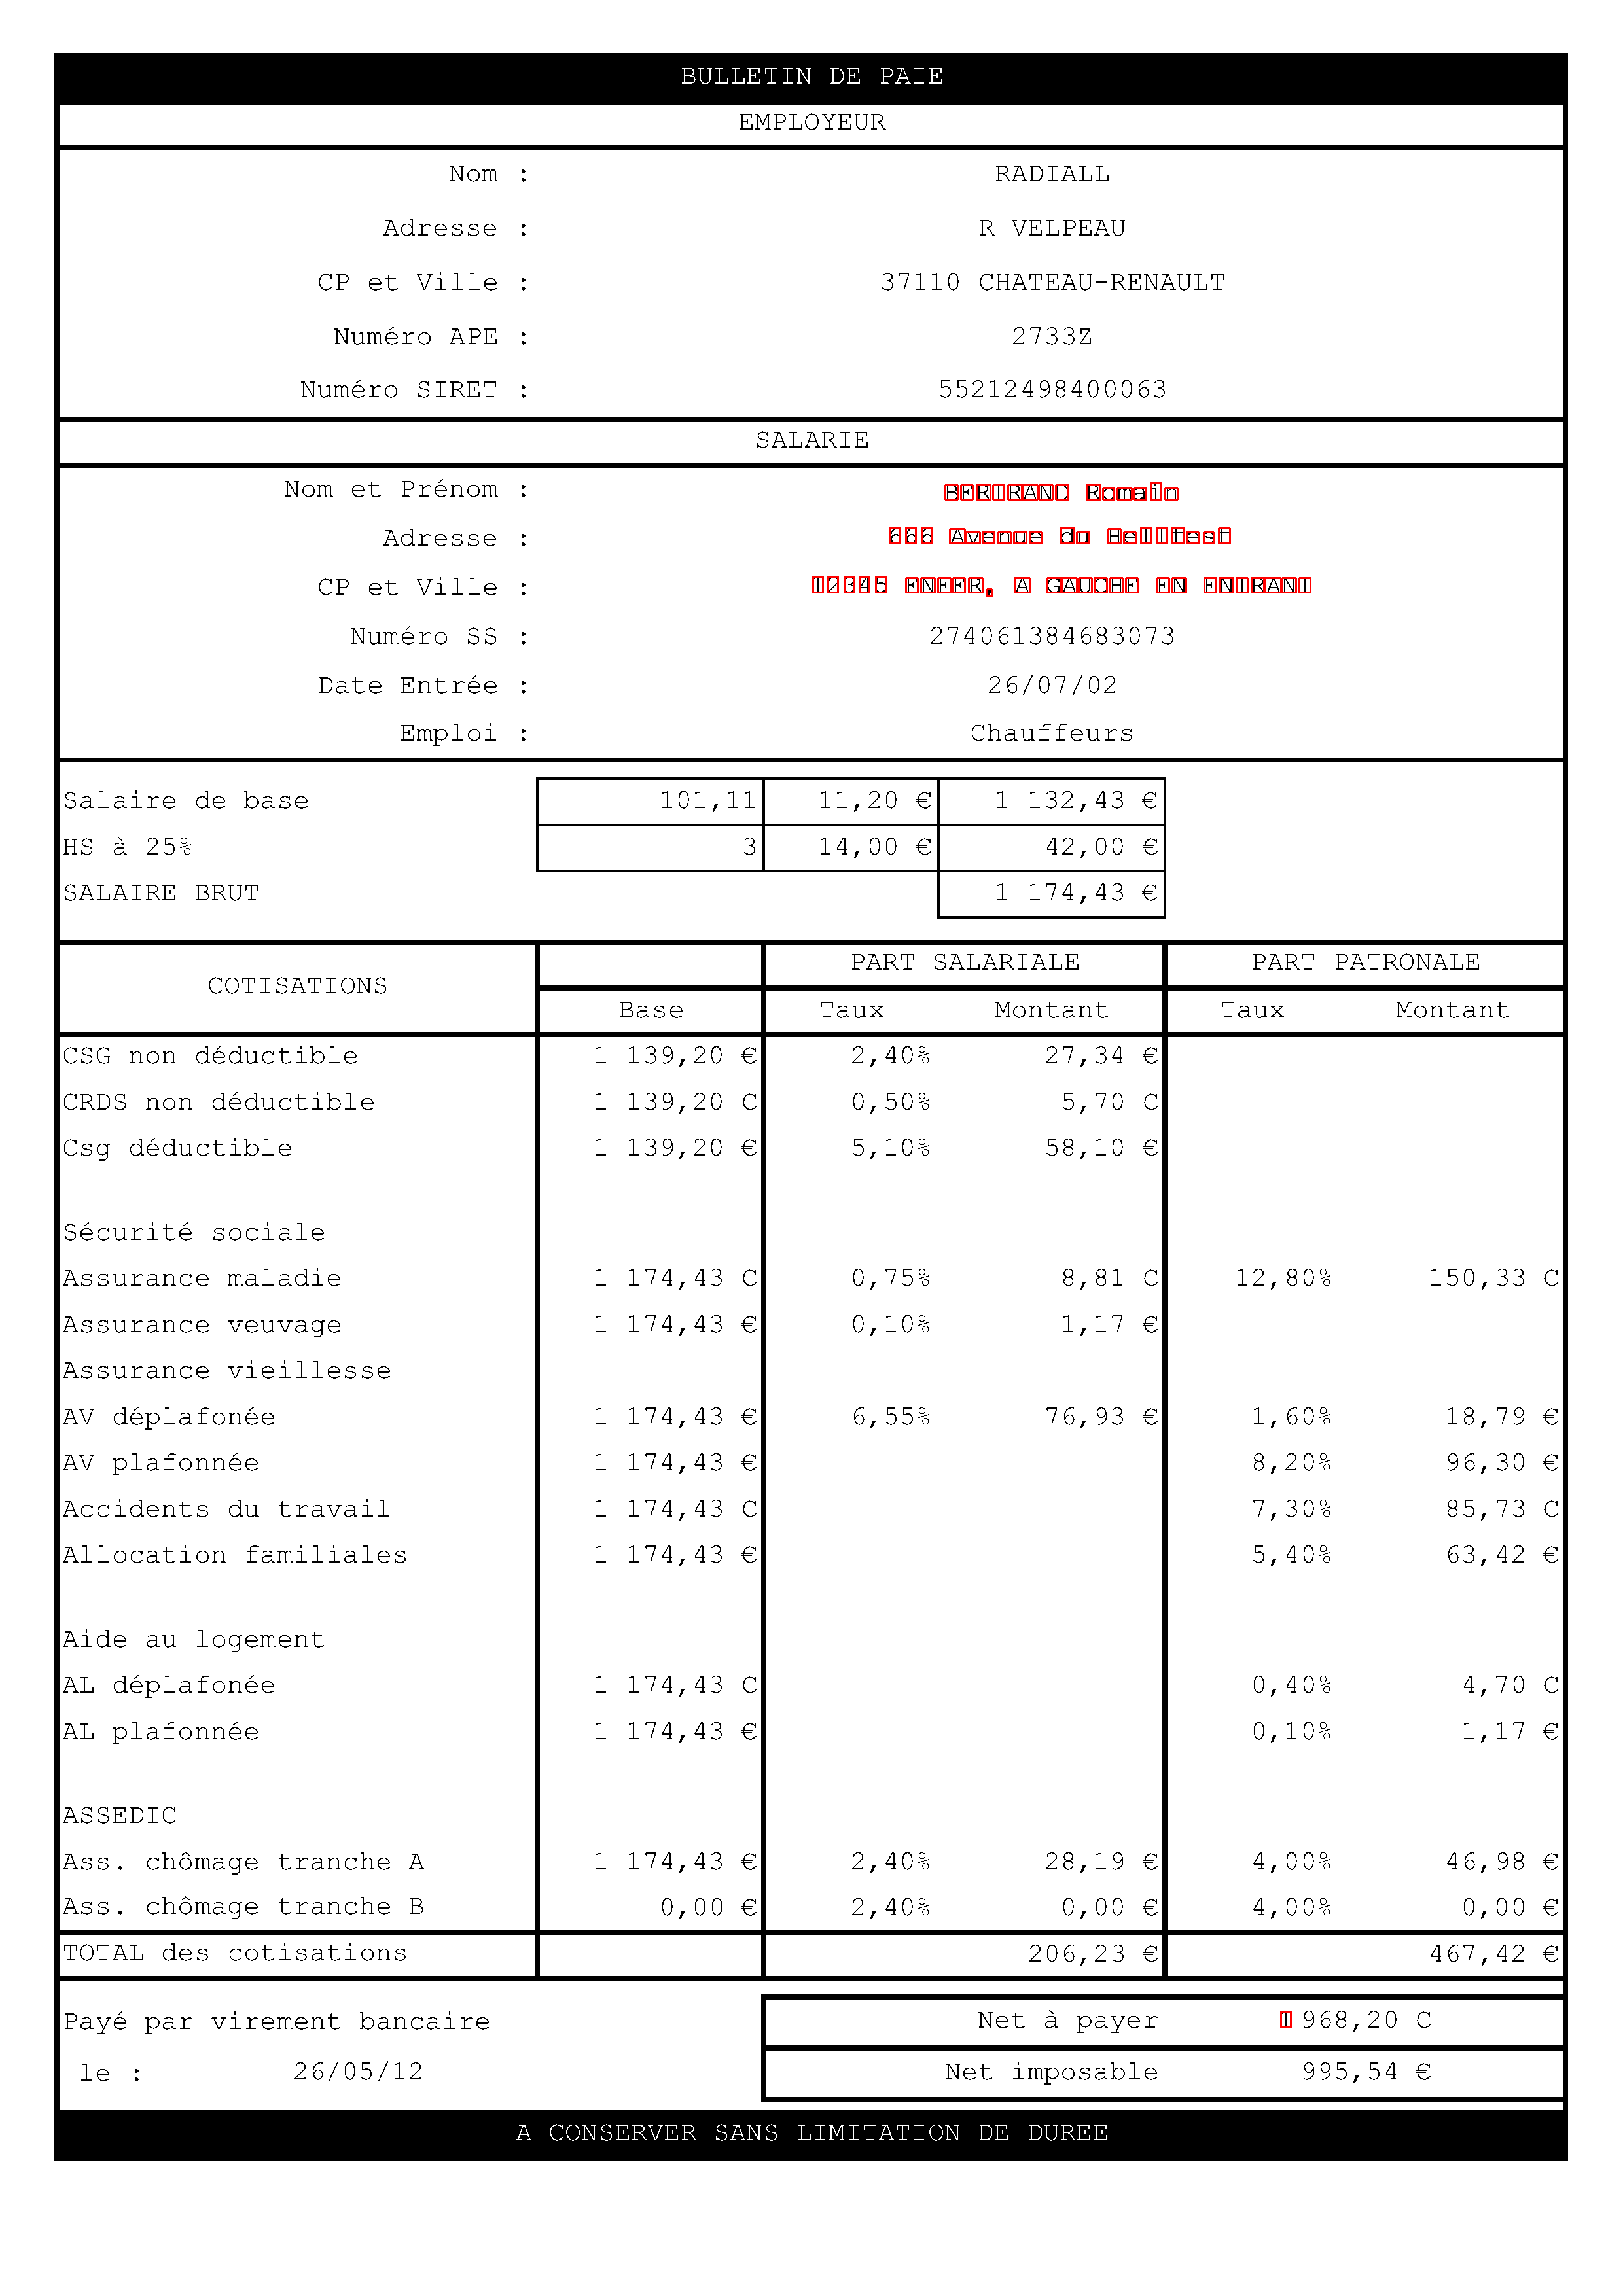 BULLETIN DE PAIE
EMPLOYEUR
Nom : RADIALL
Adresse : R VELPEAU
CP et Ville : 37110 CHATEAU-RENAULT
Numéro APE : 2733Z
Numéro SIRET : 55212498400063
SALARIE
Nom et Prénom : BERTRAND Romain
Adresse : 666 Avenue du Hellfest
CP et Ville : 12345 ENFER, A GAUCHE EN ENTRANT
Numéro SS : 274061384683073
Date Entrée : 26/07/02
Emploi : Chauffeurs
Salaire de base 101,11 11,20 € 1 132,43 €
HS à 25% 3 14,00 € 42,00 €
SALAIRE BRUT 1 174,43 €
COTISATIONS PART SALARIALE PART PATRONALE
Base Taux Montant Taux Montant
CSG non déductible 1 139,20 € 2,40% 27,34 €
CRDS non déductible 1 139,20 € 0,50% 5,70 €
Csg déductible 1 139,20 € 5,10% 58,10 €
Sécurité sociale
Assurance maladie 1 174,43 € 0,75% 8,81 € 12,80% 150,33 €
Assurance veuvage 1 174,43 € 0,10% 1,17 €
Assurance vieillesse
AV déplafonée 1 174,43 € 6,55% 76,93 € 1,60% 18,79 €
AV plafonnée 1 174,43 € 8,20% 96,30 €
Accidents du travail 1 174,43 € 7,30% 85,73 €
Allocation familiales 1 174,43 € 5,40% 63,42 €
Aide au logement
AL déplafonée 1 174,43 € 0,40% 4,70 €
AL plafonnée 1 174,43 € 0,10% 1,17 €
ASSEDIC
Ass. chômage tranche A 1 174,43 € 2,40% 28,19 € 4,00% 46,98 €
Ass. chômage tranche B 0,00 € 2,40% 0,00 € 4,00% 0,00 €
TOTAL des cotisations 206,23 € 467,42 €
Payé par virement bancaire Net à payer 1 968,20 €
le : 26/05/12 Net imposable 995,54 €
A CONSERVER SANS LIMITATION DE DUREE